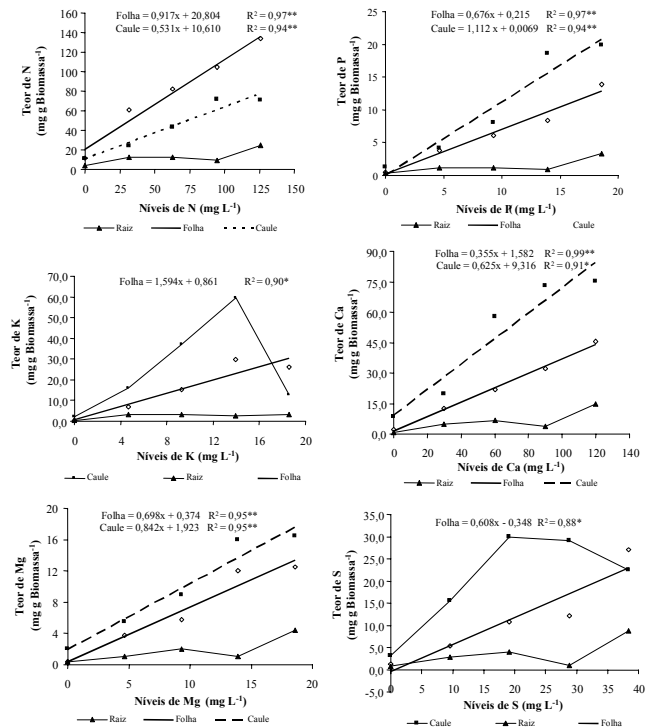 Folha = 0,917x + 20,804 R² = 0,97**
Caule = 0,531x + 10,610 R² = 0,94**
Teor de N
(mg g Biomassa⁻¹)
160
140
120
100
80
60
40
20
0
0 25 50 75 100 125 150
Níveis de N (mg L⁻¹)
Raiz Folha Caule
Folha = 0,676x + 0,215 R² = 0,97**
Caule = 1,112 x + 0,0069 R² = 0,94**
Teor de P
(mg g Biomassa⁻¹)
25
20
15
10
5
0
0 5 10 15 20
Níveis de P (mg L⁻¹)
Raiz Folha Caule
Folha = 1,594x + 0,861 R² = 0,90*
Teor de K
(mg g Biomassa⁻¹)
70,0
60,0
50,0
40,0
30,0
20,0
10,0
0,0
0 5 10 15 20
Níveis de K (mg L⁻¹)
Caule Raiz Folha
Folha = 0,355x + 1,582 R² = 0,99**
Caule = 0,625x + 9,316 R² = 0,91*
Teor de Ca
(mg g Biomassa⁻¹)
90,0
75,0
60,0
45,0
30,0
15,0
0,0
0 20 40 60 80 100 120 140
Níveis de Ca (mg L⁻¹)
Raiz Folha Caule
Folha = 0,698x + 0,374 R² = 0,95**
Caule = 0,842x + 1,923 R² = 0,95**
Teor de Mg
(mg g Biomassa⁻¹)
20
16
12
8
4
0
0 5 10 15 20
Níveis de Mg (mg L⁻¹)
Raiz Folha Caule
Folha = 0,608x - 0,348 R² = 0,88*
Teor de S
(mg g Biomassa⁻¹)
35,0
30,0
25,0
20,0
15,0
10,0
5,0
0,0
-5,0
0 5 10 15 20 25 30 35 40
Níveis de S (mg L⁻¹)
Caule Raiz Folha